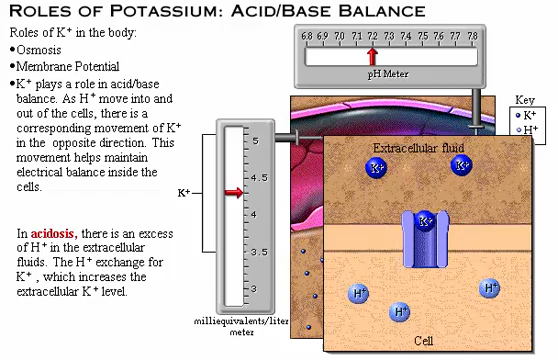 Roles of Potassium: Acid/Base Balance
Roles of K+ in the body:
•Osmosis
•Membrane Potential
•K+ plays a role in acid/base
balance. As H+ move into and
out of the cells, there is a
corresponding movement of K+
in the opposite direction. This
movement helps maintain
electrical balance inside the
cells.
In acidosis, there is an excess
of H+ in the extracellular
fluids. The H+ exchange for
K+ , which increases the
extracellular K+ level.
6.8 6.9 7.0 7.1 7.2 7.3 7.4 7.5 7.6 7.7 7.8
pH Meter
Key
K+
H+
5
4.5
K+
4
3.5
3
milliequivalents/liter
meter
Extracellular fluid
K+
K+
K+
H+
H+
H+
Cell